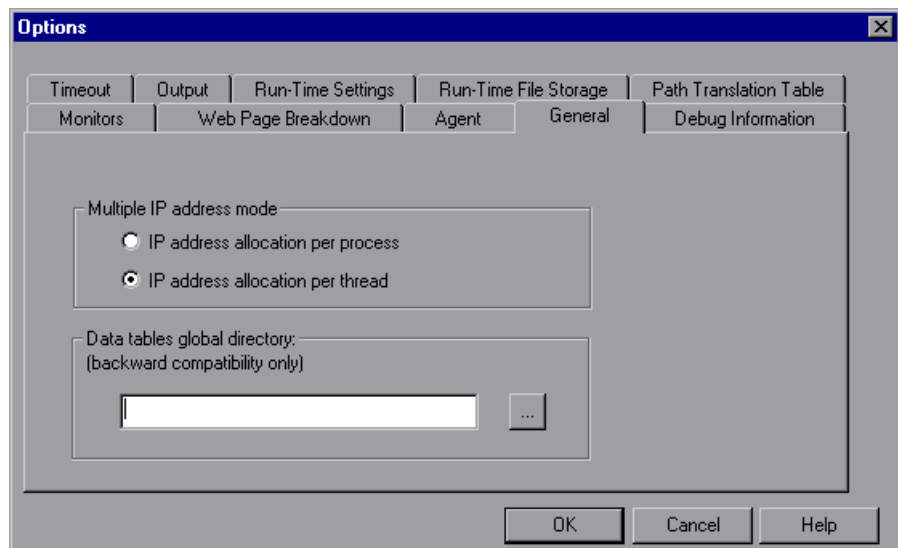 Options
Timeout
Output
Run-Time Settings
Run-Time File Storage
Path Translation Table
Monitors
Web Page Breakdown
Agent
General
Debug Information
Multiple IP address mode
IP address allocation per process
IP address allocation per thread
Data tables global directory:
(backward compatibility only)
...
OK
Cancel
Help